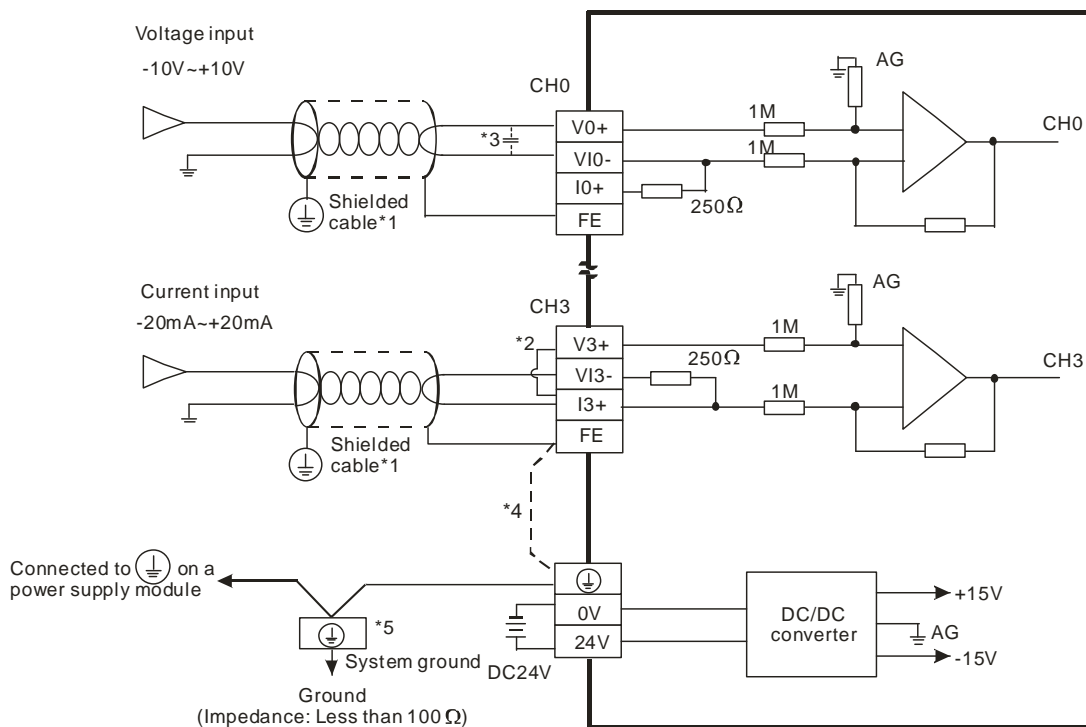 Voltage input
-10V~+10V
CH0
AG
V0+
1M
CH0
*3
VI0-
1M
I0+
250Ω
Shielded
cable*1
FE
Current input
-20mA~+20mA
CH3
AG
*2
V3+
1M
250Ω
VI3-
CH3
I3+
1M
FE
Shielded
cable*1
*4
Connected to ⏚ on a
power supply module
0V
DC/DC
converter
+15V
*5
24V
AG
System ground
DC24V
-15V
Ground
(Impedance: Less than 100 Ω)